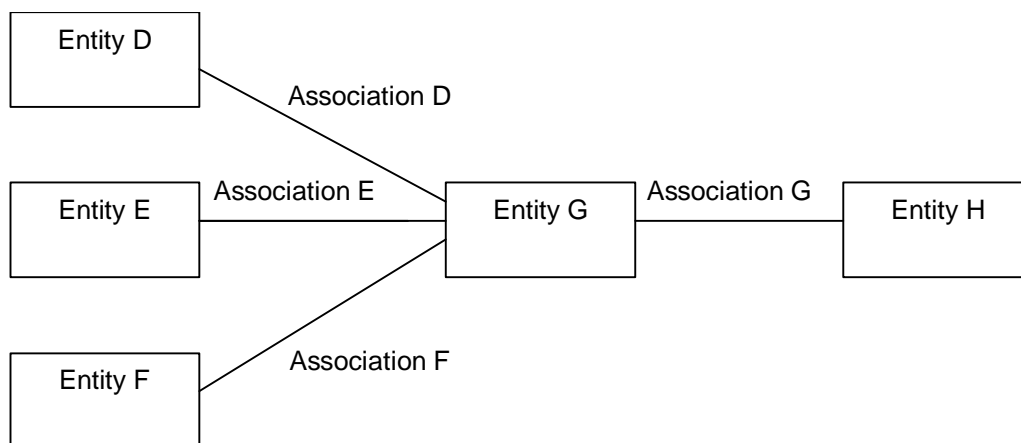 Entity D
Association D
Association E
Association G
Entity E
Entity G
Entity H
Association F
Entity F